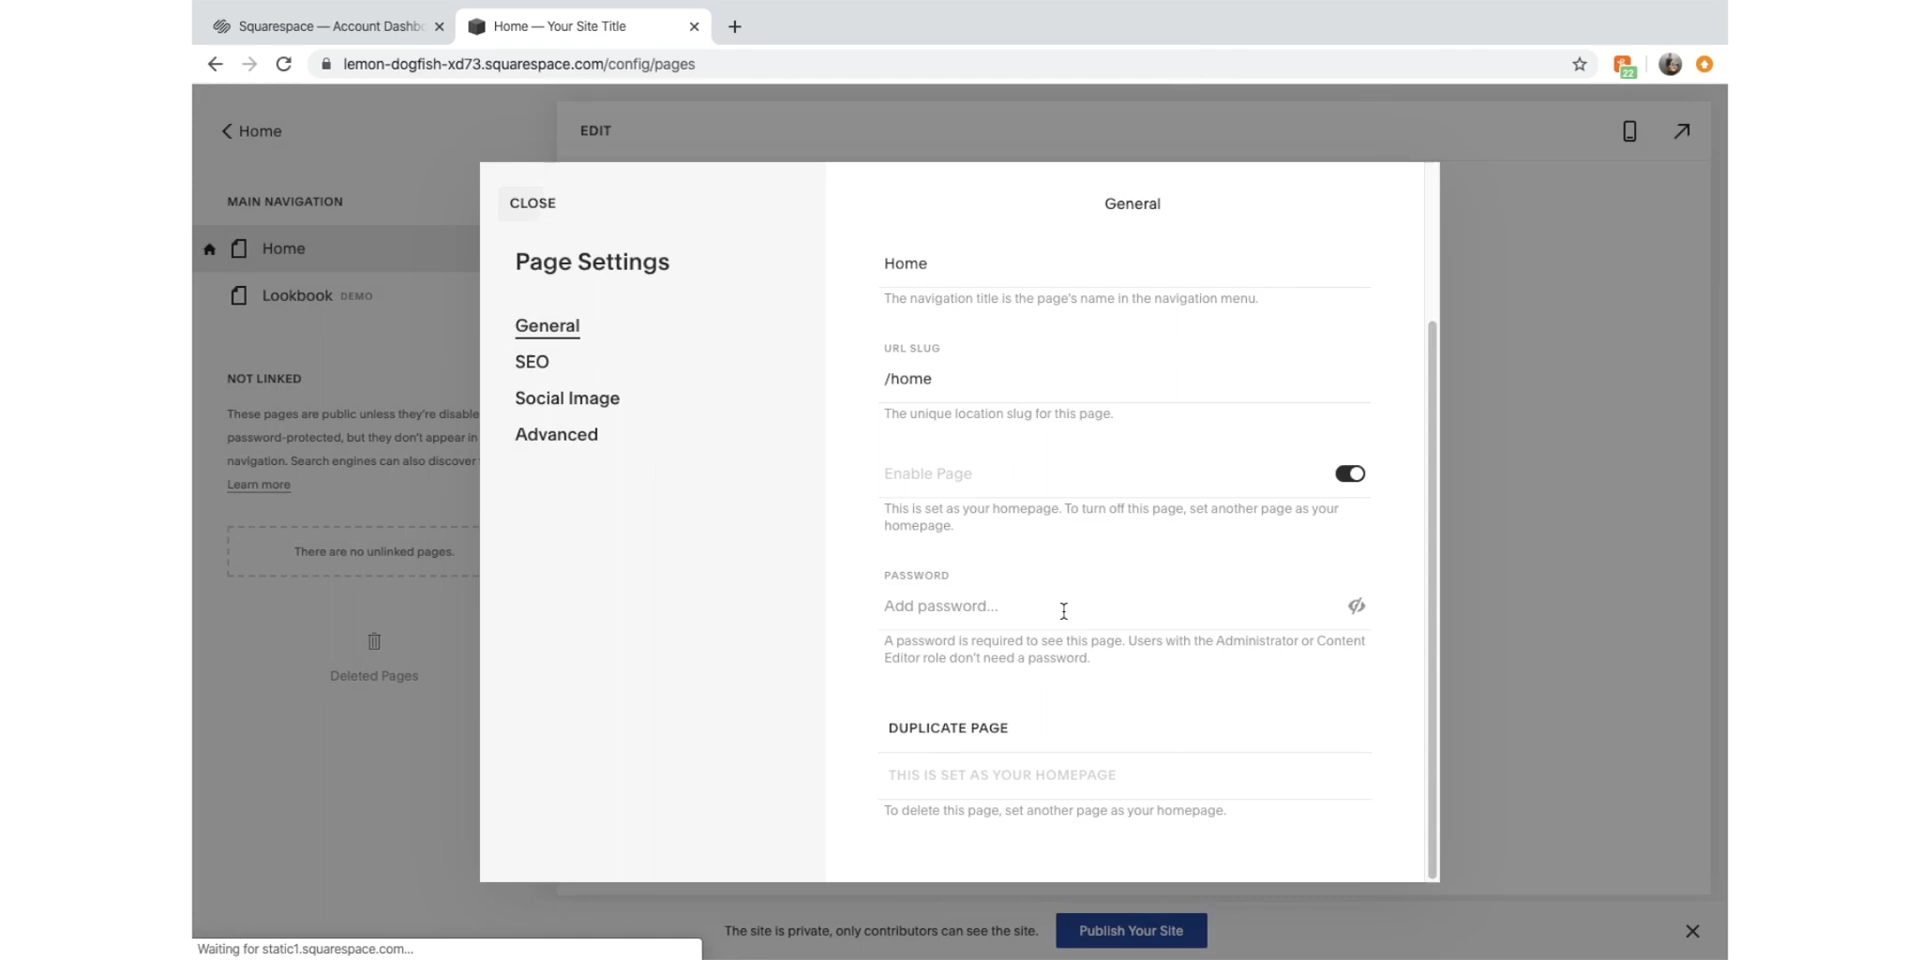 Squarespace — Account Dashbo
Home — Your Site Title
lemon-dogfish-xd73.squarespace.com/config/pages
22
Home
EDIT
MAIN NAVIGATION
Home
Lookbook DEMO
NOT LINKED
These pages are public unless they're disable
password-protected, but they don't appear in
navigation. Search engines can also discover
Learn more
There are no unlinked pages.
Deleted Pages
CLOSE
Page Settings
General
SEO
Social Image
Advanced
General
Home
The navigation title is the page's name in the navigation menu.
URL SLUG
/home
The unique location slug for this page.
Enable Page
This is set as your homepage. To turn off this page, set another page as your
homepage.
PASSWORD
Add password...
A password is required to see this page. Users with the Administrator or Content
Editor role don't need a password.
DUPLICATE PAGE
THIS IS SET AS YOUR HOMEPAGE
To delete this page, set another page as your homepage.
The site is private, only contributors can see the site.
Publish Your Site
Waiting for static1.squarespace.com...